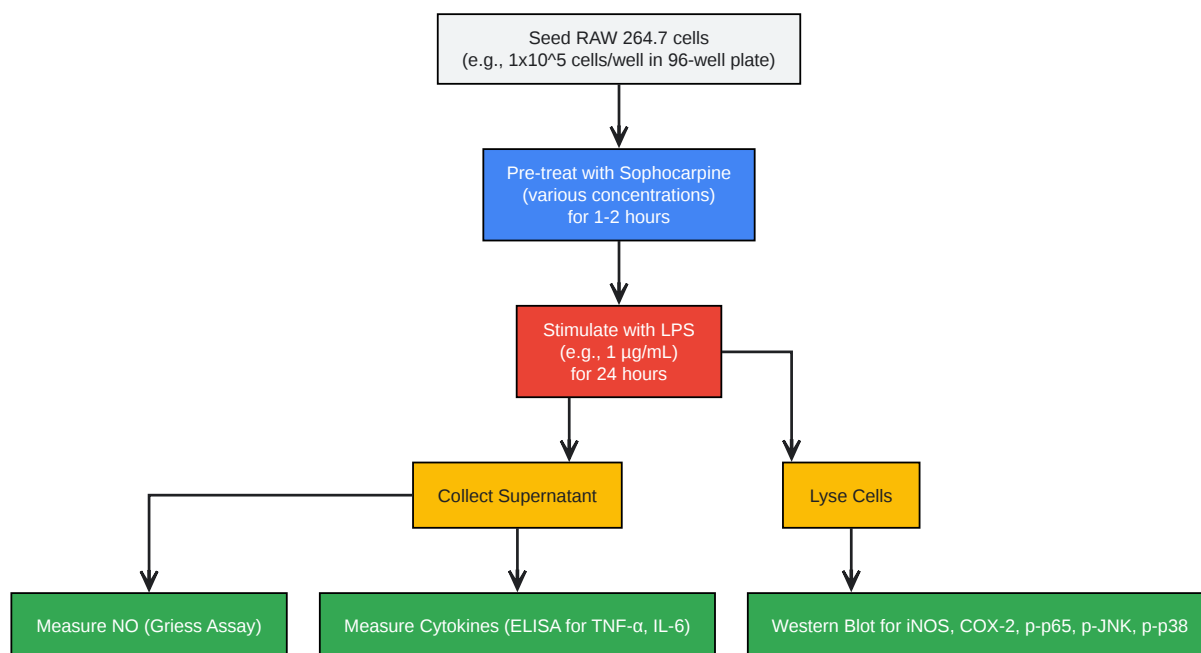 Seed RAW 264.7 cells
(e.g., 1x10^5 cells/well in 96-well plate)
Pre-treat with Sophocarpine
(various concentrations)
for 1-2 hours
Stimulate with LPS
(e.g., 1 µg/mL)
for 24 hours
Collect Supernatant
Lyse Cells
Measure NO (Griess Assay)
Measure Cytokines (ELISA for TNF-α, IL-6)
Western Blot for iNOS, COX-2, p-p65, p-JNK, p-p38